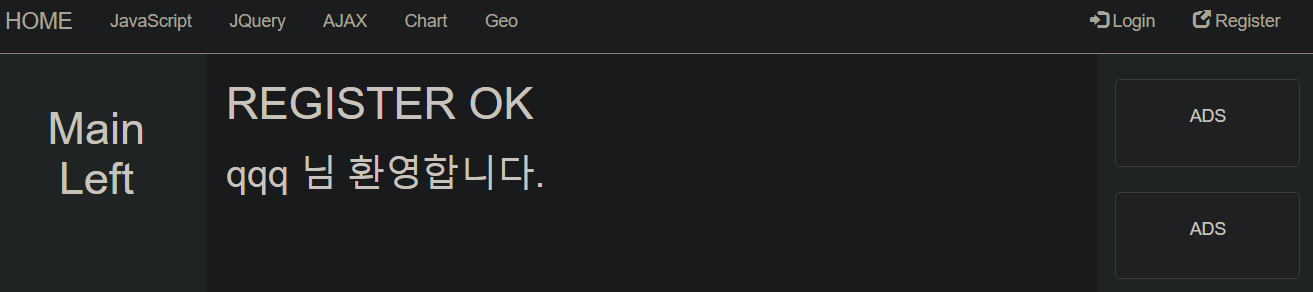 HOME JavaScript JQuery AJAX Chart Geo Login Register
Main
Left
REGISTER OK
qqq 님 환영합니다.
ADS
ADS